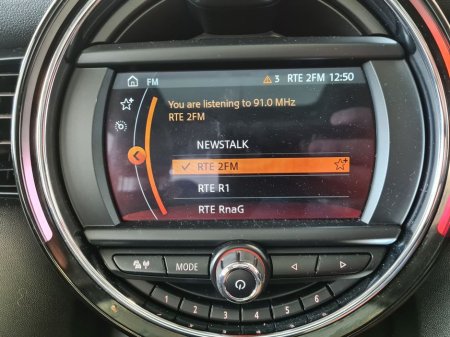 FM 3 RTE 2FM 12:50
You are listening to 91.0 MHz
RTE 2FM
NEWSTALK
RTE 2FM
RTE R1
RTE RnaG
MODE
1 2 3 4 5 6